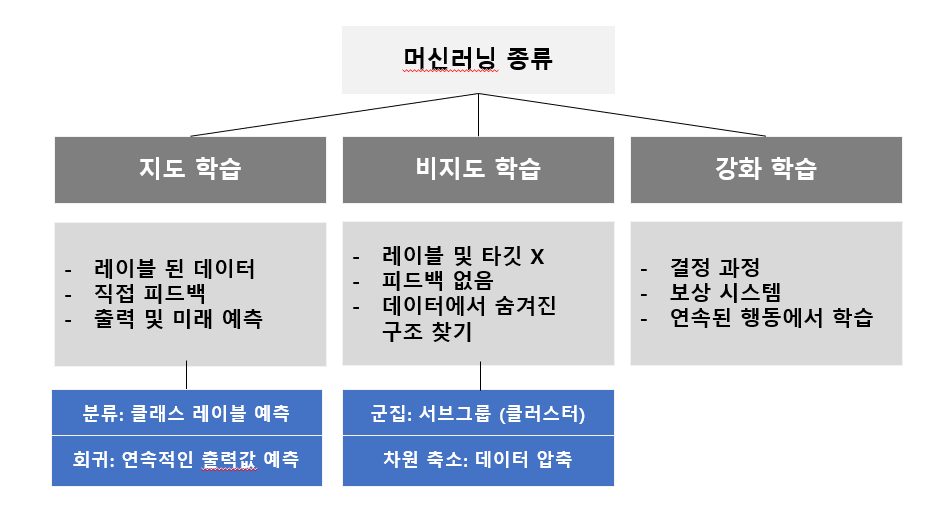 머신러닝 종류
지도 학습
비지도 학습
강화 학습
- 레이블 된 데이터
- 직접 피드백
- 출력 및 미래 예측
- 레이블 및 타깃 X
- 피드백 없음
- 데이터에서 숨겨진
구조 찾기
- 결정 과정
- 보상 시스템
- 연속된 행동에서 학습
분류: 클래스 레이블 예측
회귀: 연속적인 출력값 예측
군집: 서브그룹 (클러스터)
차원 축소: 데이터 압축